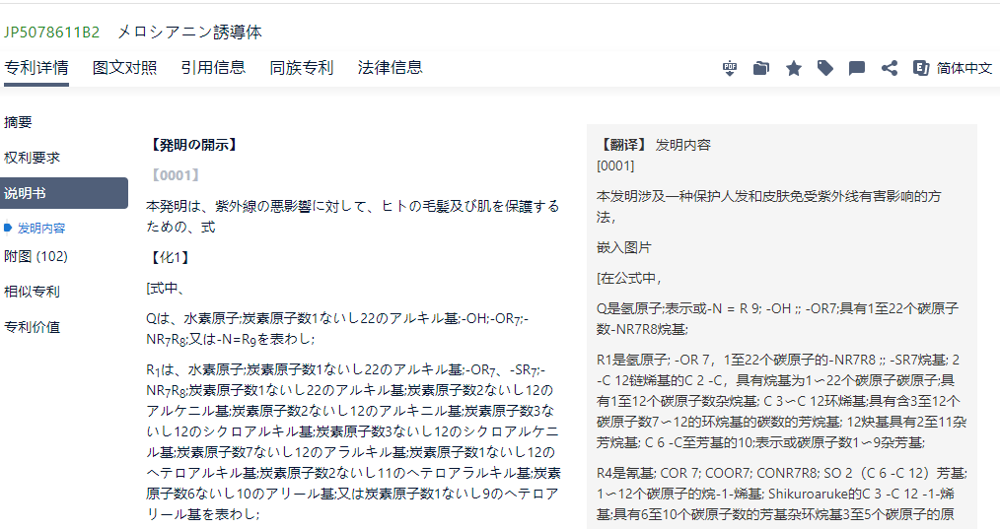 JP5078611B2 メロシアニン誘導体
专利详情 图文对照 引用信息 同族专利 法律信息 PDF 简体中文
摘要
权利要求
说明书
发明内容
附图 (102)
相似专利
专利价值
【発明の開示】
【0001】
本発明は、紫外線の悪影響に対して、ヒトの毛髪及び肌を保護する
ための、式
【化1】
[式中、
Qは、水素原子;炭素原子数1ないし22のアルキル基;-OH;-OR7;-
NR7R8;又は-N=R9を表わし;
R1は、水素原子;炭素原子数1ないし22のアルキル基;-OR7、-SR7;-
NR7R8;炭素原子数1ないし22のアルキル基;炭素原子数2ないし12の
アルケニル基;炭素原子数2ないし12のアルキニル基;炭素原子数3な
いし12のシクロアルキル基;炭素原子数3ないし12のシクロアルケニ
ル基;炭素原子数7ないし12のアラルキル基;炭素原子数1ないし12の
ヘテロアルキル基;炭素原子数2ないし11のヘテロアラルキル基;炭素
原子数6ないし10のアリール基;又は炭素原子数1ないし9のヘテロア
リール基を表わし;
【翻译】 发明内容
[0001]
本发明涉及一种保护人发和皮肤免受紫外线有害影响的方
法，
嵌入图片
[在公式中，
Q是氢原子;表示或-N = R 9; -OH ;; -OR7;具有1至22个碳原子
数-NR7R8烷基;
R1是氢原子; -OR 7，1至22个碳原子的-NR7R8 ;; -SR7烷基; 2
-C 12链烯基的C 2 -C，具有烷基为1〜22个碳原子碳原子;具
有1至12个碳原子数杂烷基; C 3〜C 12环烯基;具有含3至12个
碳原子数7〜12的环烷基的碳数的芳烷基; 12炔基具有2至11杂
芳烷基; C 6 -C至芳基的10;表示或碳原子数1〜9杂芳基;
R4是氰基; COR 7; COOR7; CONR7R8; SO 2（C 6 -C 12）芳基;
1〜12个碳原子的烷-1-烯基; Shikuroaruke的C 3 -C 12 -1-烯
基;具有6至10个碳原子数的芳基杂环烷基3至5个碳原子的原